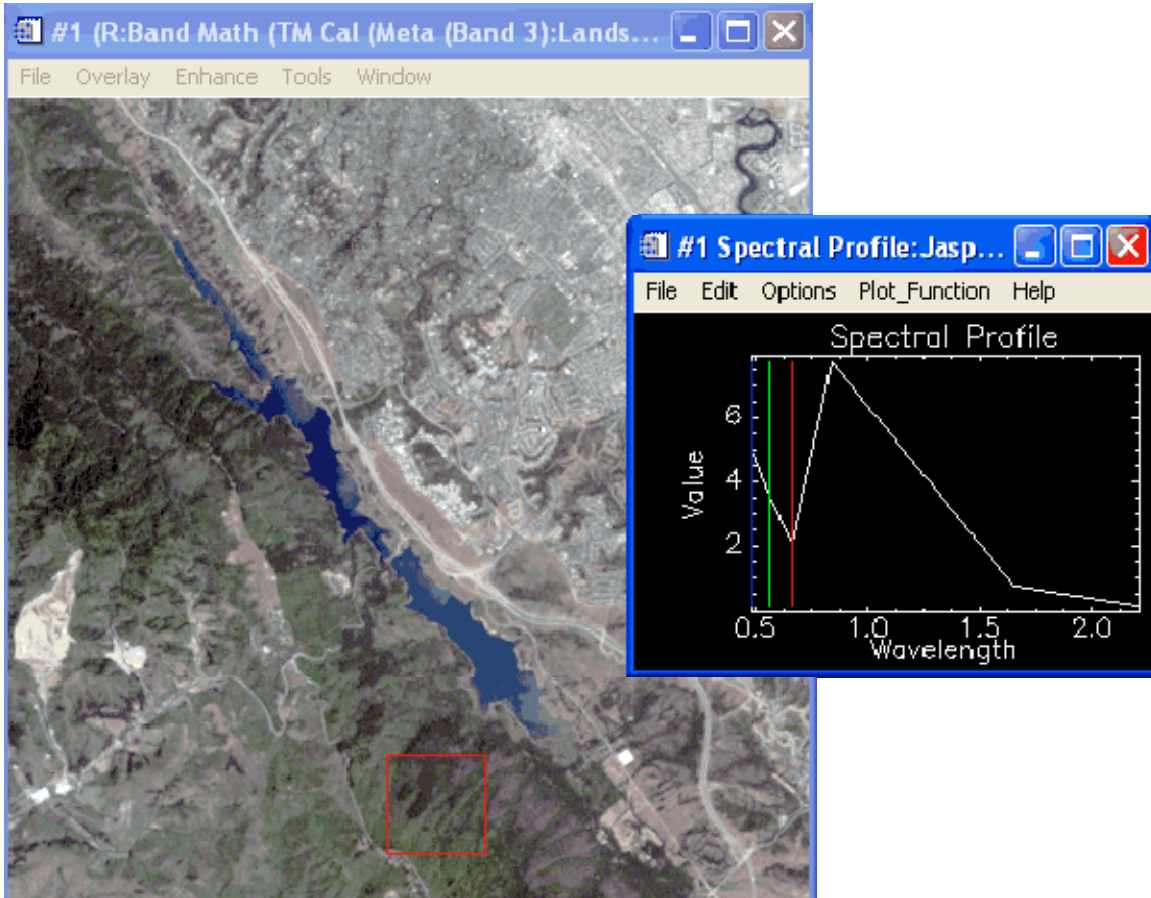 #1 (R:Band Math (TM Cal (Meta (Band 3):Lands...
File Overlay Enhance Tools Window
#1 Spectral Profile:Jasp...
File Edit Options Plot_Function Help
Spectral Profile
6
4
2
Value
0.5 1.0 1.5 2.0
Wavelength